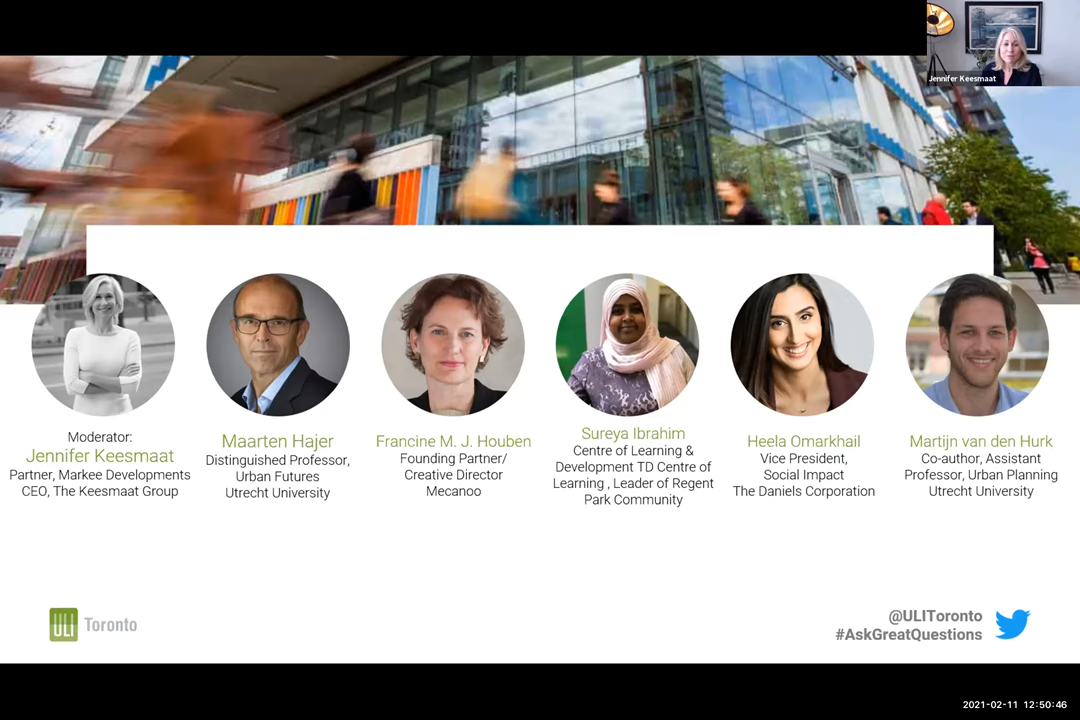 Jennifer Keesmaat
Moderator:
Jennifer Keesmaat
Partner, Markee Developments
CEO, The Keesmaat Group
Maarten Hajer
Distinguished Professor,
Urban Futures
Utrecht University
Francine M. J. Houben
Founding Partner/
Creative Director
Mecanoo
Sureya Ibrahim
Centre of Learning &
Development TD Centre of
Learning , Leader of Regent
Park Community
Heela Omarkhail
Vice President,
Social Impact
The Daniels Corporation
Martijn van den Hurk
Co-author, Assistant
Professor, Urban Planning
Utrecht University
ULI Toronto
@ULIToronto
#AskGreatQuestions
2021-02-11 12:50:46